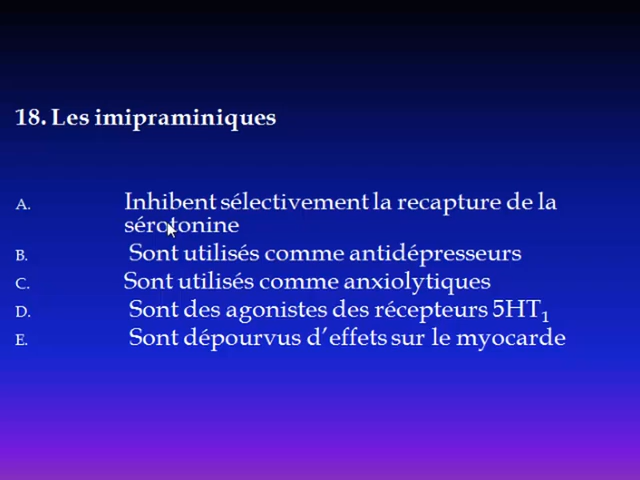 18. Les imipraminiques
A. Inhibent sélectivement la recapture de la
sérotonine
B. Sont utilisés comme antidépresseurs
C. Sont utilisés comme anxiolytiques
D. Sont des agonistes des récepteurs 5HT1
E. Sont dépourvus d'effets sur le myocarde